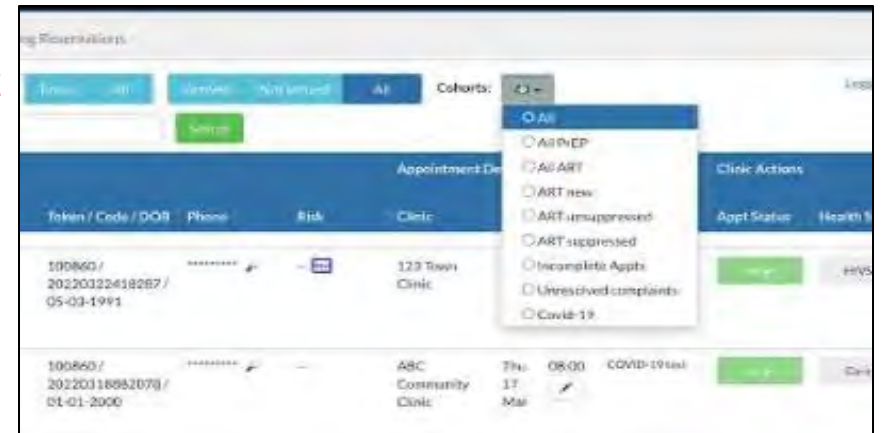 ng Reservations
All Cohorts:
Search
All
All PrEP
All ART
ART new
ART unsuppressed
ART suppressed
Incomplete Appts
Unresolved complaints
Covid-19
Appointment De Clinic Actions
Token / Code / DOB Phone Risk Clinic Appt Status Health
100860 /
20220322418287 /
05-03-1991
********* --
123 Town
Clinic
100860 /
20220318882078 /
01-01-2000
********* --
ABC
Community
Clinic
Thu
17
Mar
08:00
COVID-19 test